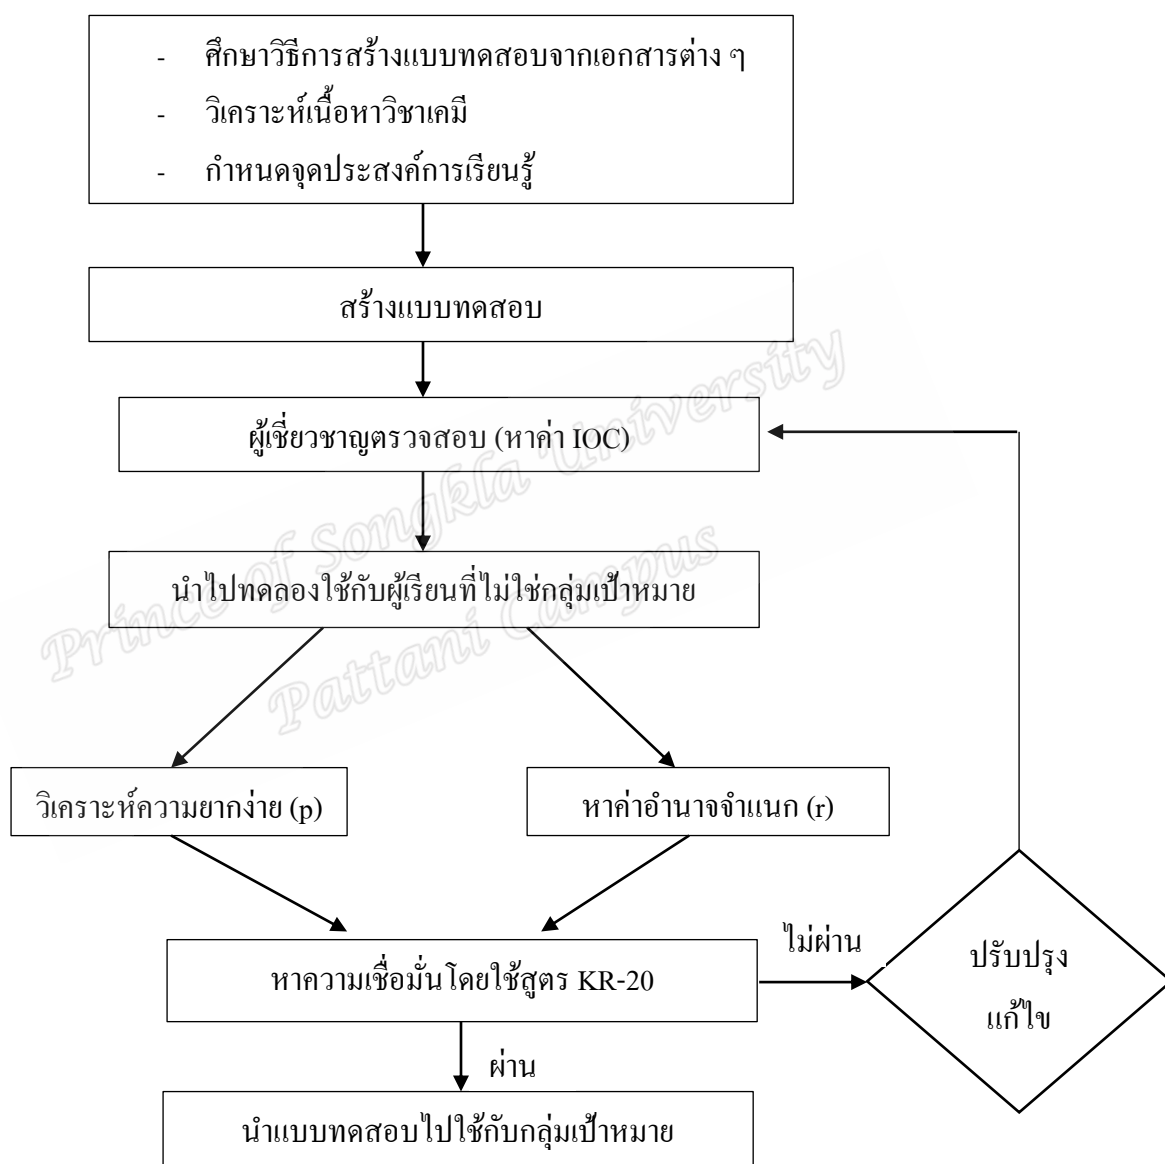 - ศึกษาวิธีการสร้างแบบทดสอบจากเอกสารต่าง ๆ
- วิเคราะห์เนื้อหาวิชาเคมี
- กำหนดจุดประสงค์การเรียนรู้
สร้างแบบทดสอบ
ผู้เชี่ยวชาญตรวจสอบ (หาค่า IOC)
นำไปทดลองใช้กับผู้เรียนที่ไม่ใช่กลุ่มเป้าหมาย
Prince of Songkla University
Pattani Campus
วิเคราะห์ความยากง่าย (p)
หาค่าอำนาจจำแนก (r)
หาความเชื่อมั่นโดยใช้สูตร KR-20
ไม่ผ่าน
ปรับปรุง
แก้ไข
ผ่าน
นำแบบทดสอบไปใช้กับกลุ่มเป้าหมาย